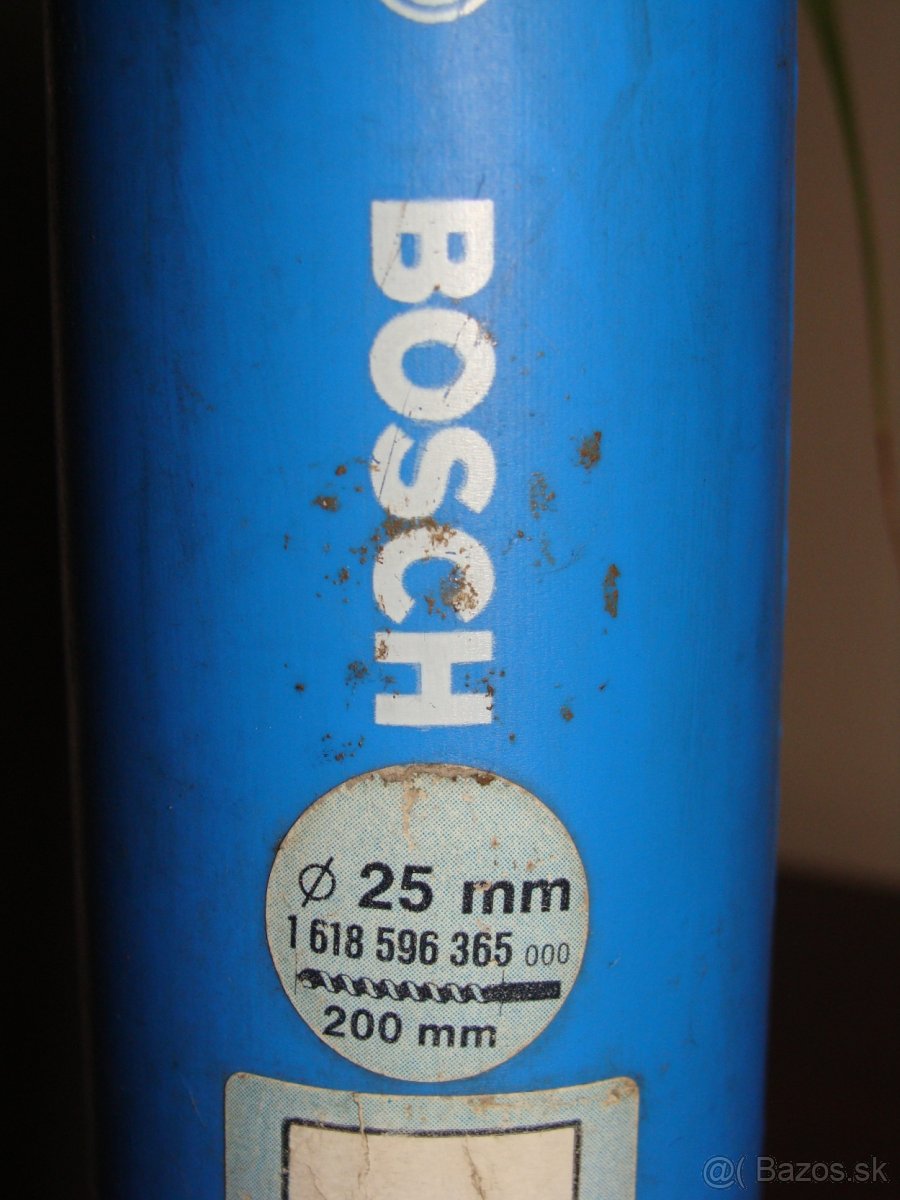 BOSCH
Ø 25 mm
1 618 596 365 000
200 mm
@( Bazos.sk